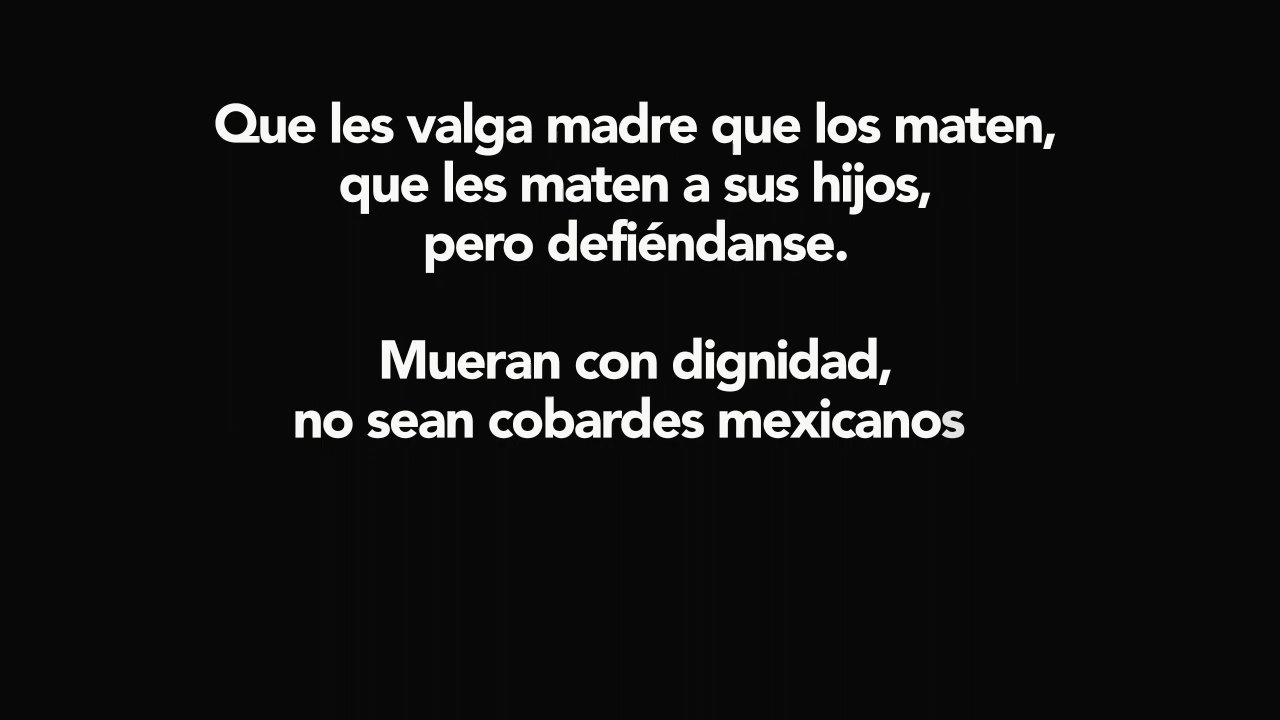 Que les valga madre que los maten,
que les maten a sus hijos,
pero defiéndanse.
Mueran con dignidad,
no sean cobardes mexicanos